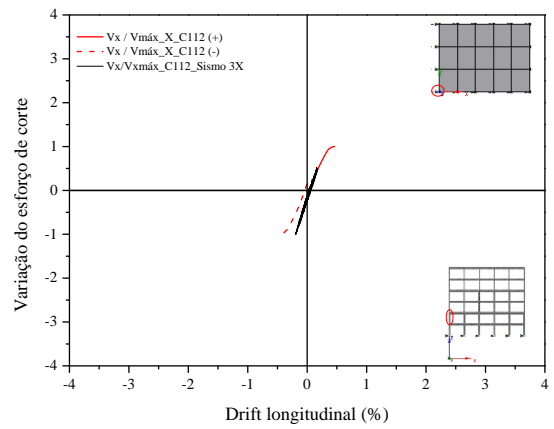 Vx / Vmáx_X_C112 (+)
Vx / Vmáx_X_C112 (-)
Vx/Vxmáx_C112_Sismo 3X
Variação do esforço de corte
4
3
2
1
0
-1
-2
-3
-4
-4 -3 -2 -1 0 1 2 3 4
Drift longitudinal (%)